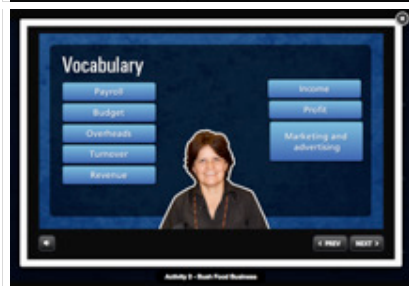 Vocabulary
Payroll
Budget
Overheads
Turnover
Revenue
Income
Profit
Marketing and
advertising
< PREV
NEXT >
Activity 2 - Bush Food Business